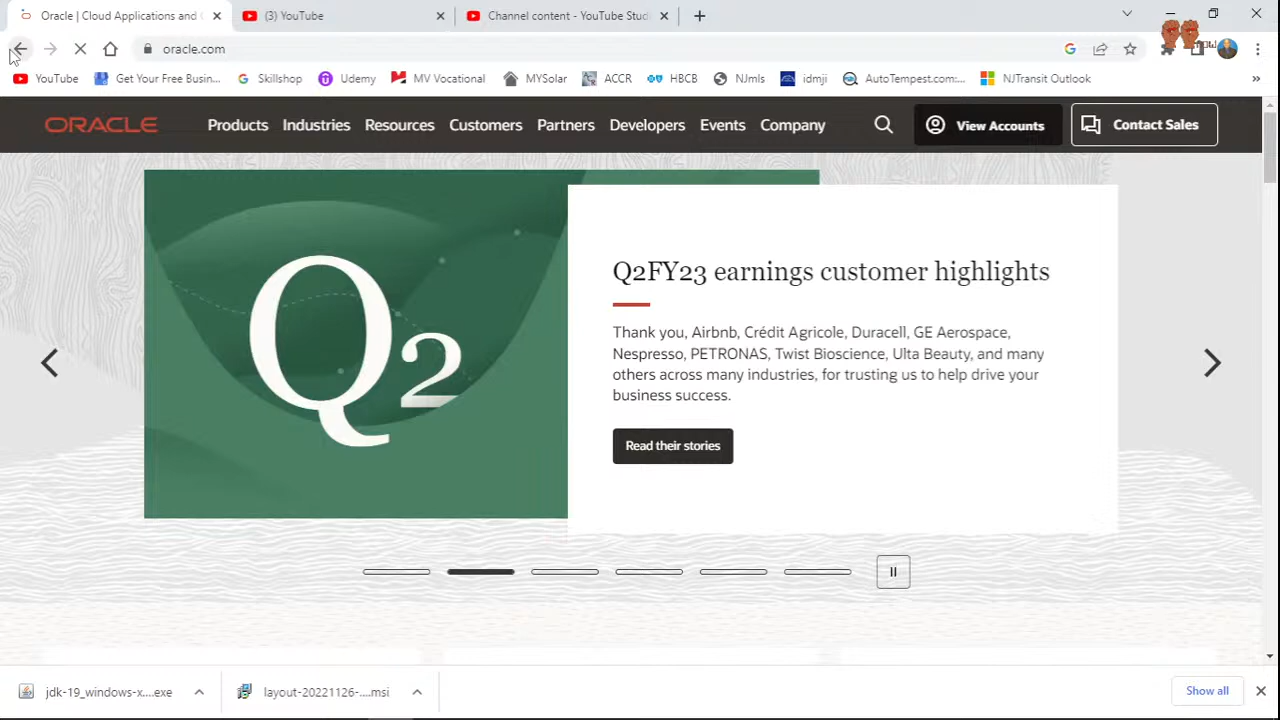 Oracle | Cloud Applications and
(3) YouTube
Channel content - YouTube Stud
oracle.com
YouTube
Get Your Free Busin...
Skillshop
Udemy
MV Vocational
MYSolar
ACCR
HBCB
NJmls
idmji
AutoTempest.com:...
NJTransit Outlook
»
ORACLE
Products
Industries
Resources
Customers
Partners
Developers
Events
Company
View Accounts
Contact Sales
Q2
Q2FY23 earnings customer highlights
Thank you, Airbnb, Crédit Agricole, Duracell, GE Aerospace,
Nespresso, PETRONAS, Twist Bioscience, Ulta Beauty, and many
others across many industries, for trusting us to help drive your
business success.
Read their stories
jdk-19_windows-x....exe
layout-20221126-....msi
Show all